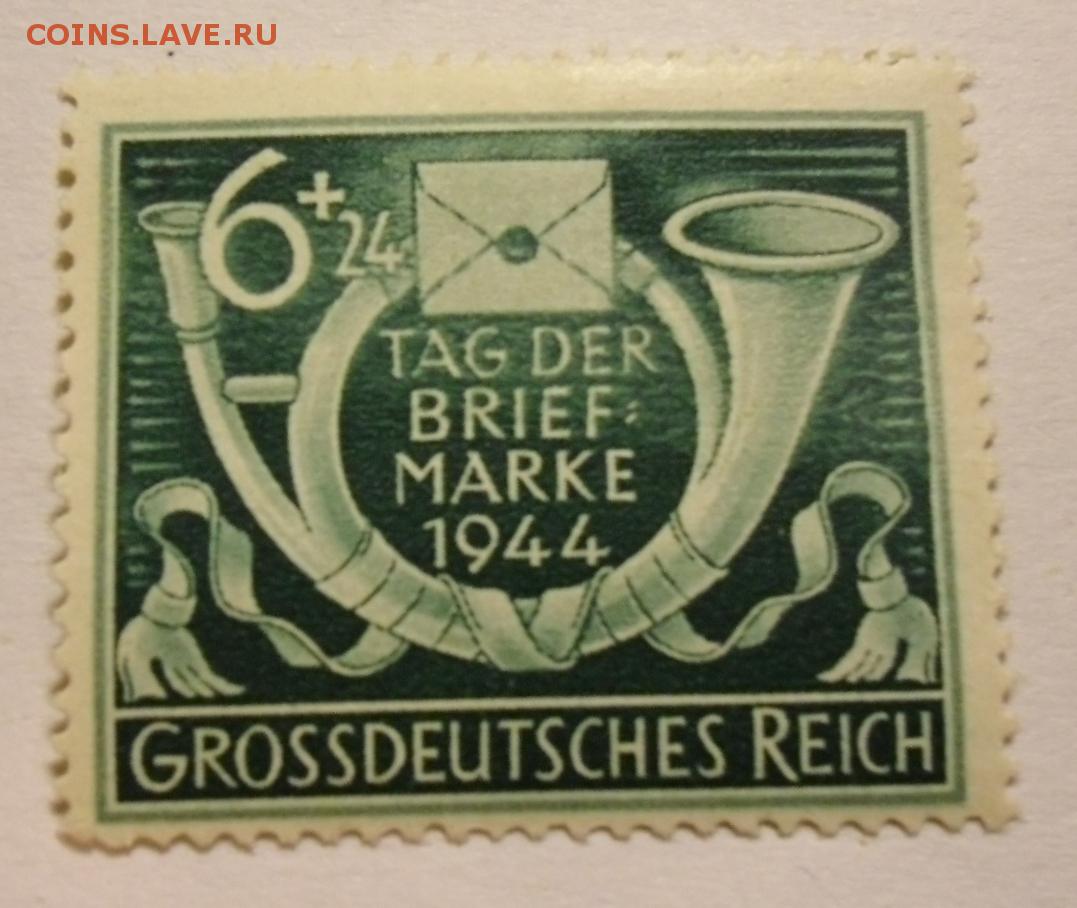 COINS.LAVE.RU
6+24
TAG DER
BRIEF:
MARKE
1944
GROSSDEUTSCHES REICH